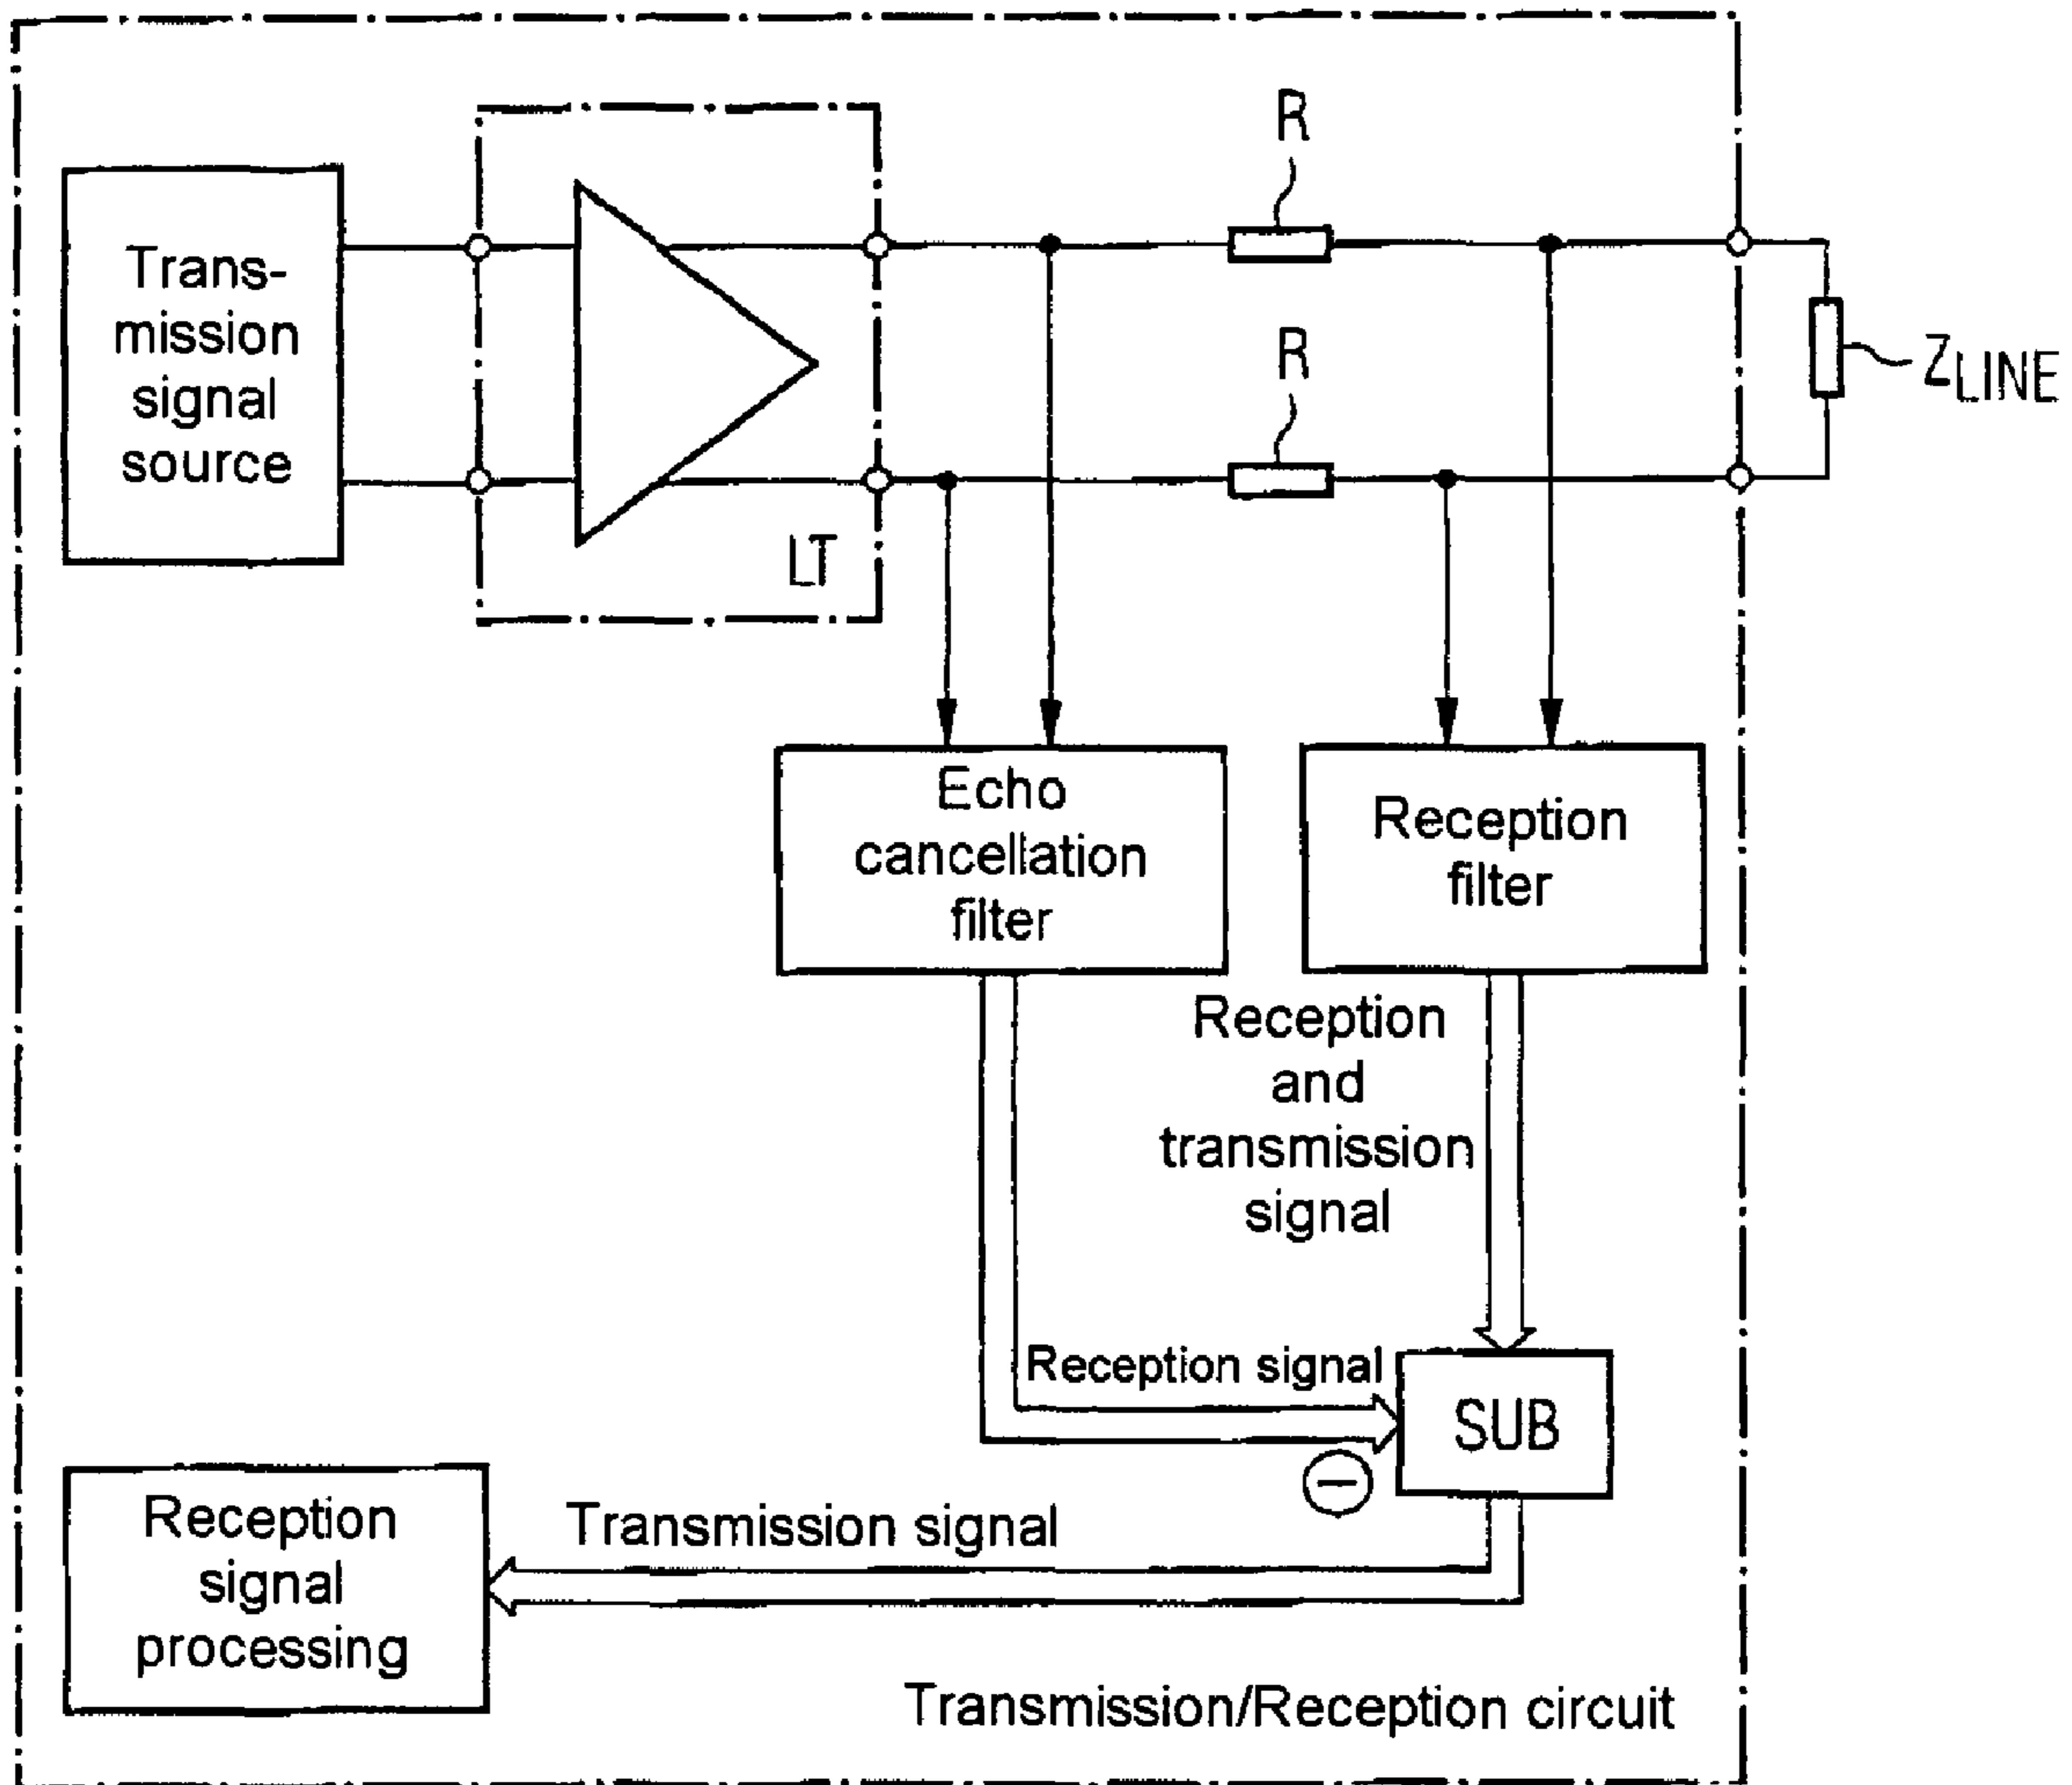 R
Trans-
mission
signal
source
R
ZLINE
LT
Echo
cancellation
filter
Reception
filter
Reception
and
transmission
signal
Reception signal
SUB
−
Reception
signal
processing
Transmission signal
Transmission/Reception circuit